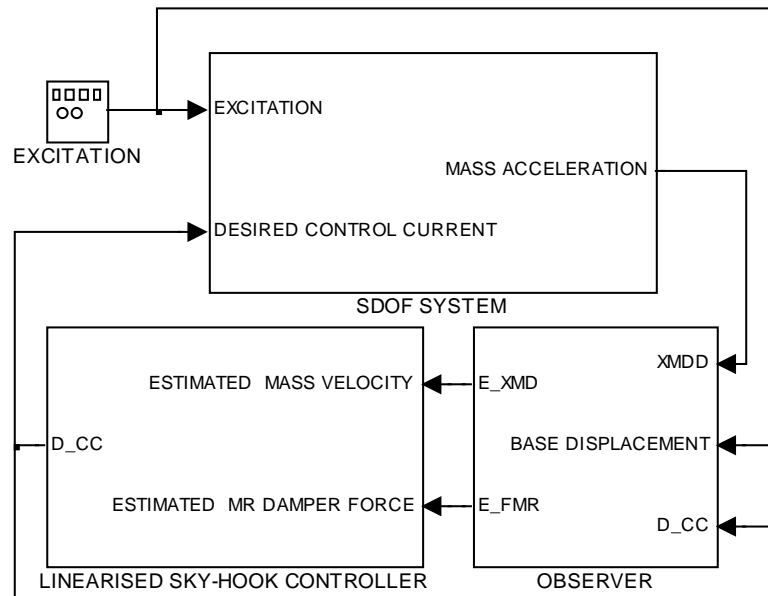 EXCITATION
EXCITATION
MASS ACCELERATION
DESIRED CONTROL CURRENT
SDOF SYSTEM
ESTIMATED MASS VELOCITY
D_CC
ESTIMATED MR DAMPER FORCE
LINEARISED SKY-HOOK CONTROLLER
XMDD
E_XMD
BASE DISPLACEMENT
E_FMR
D_CC
OBSERVER